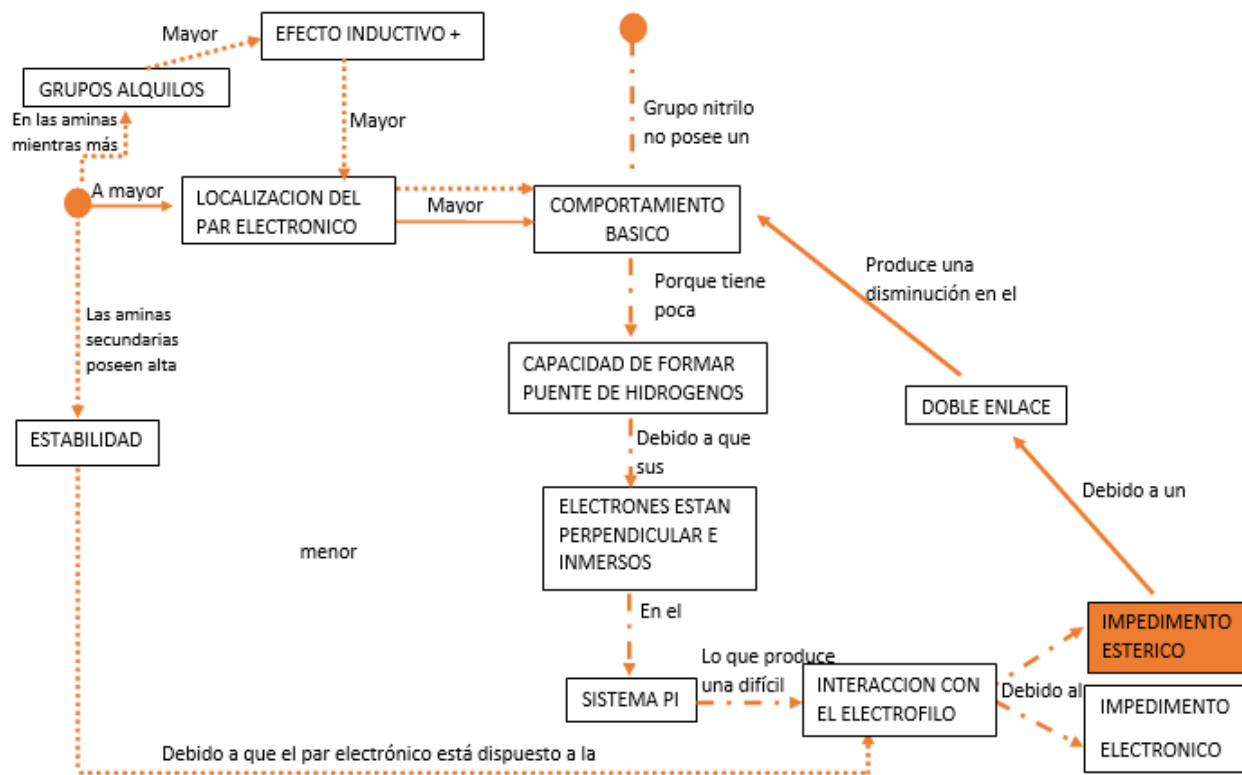 Mayor
EFECTO INDUCTIVO +
GRUPOS ALQUILOS
En las aminas
mientras más
Mayor
Grupo nitrilo
no posee un
A mayor
LOCALIZACION DEL
PAR ELECTRONICO
Mayor
COMPORTAMIENTO
BASICO
Produce una
disminución en el
Porque tiene
poca
Las aminas
secundarias
poseen alta
CAPACIDAD DE FORMAR
PUENTE DE HIDROGENOS
DOBLE ENLACE
ESTABILIDAD
Debido a que
sus
Debido a un
ELECTRONES ESTAN
PERPENDICULAR E
INMERSOS
menor
En el
IMPEDIMENTO
ESTERICO
Lo que produce
una difícil
SISTEMA PI
INTERACCION CON
EL ELECTROFILO
Debido al
IMPEDIMENTO
ELECTRONICO
Debido a que el par electrónico está dispuesto a la